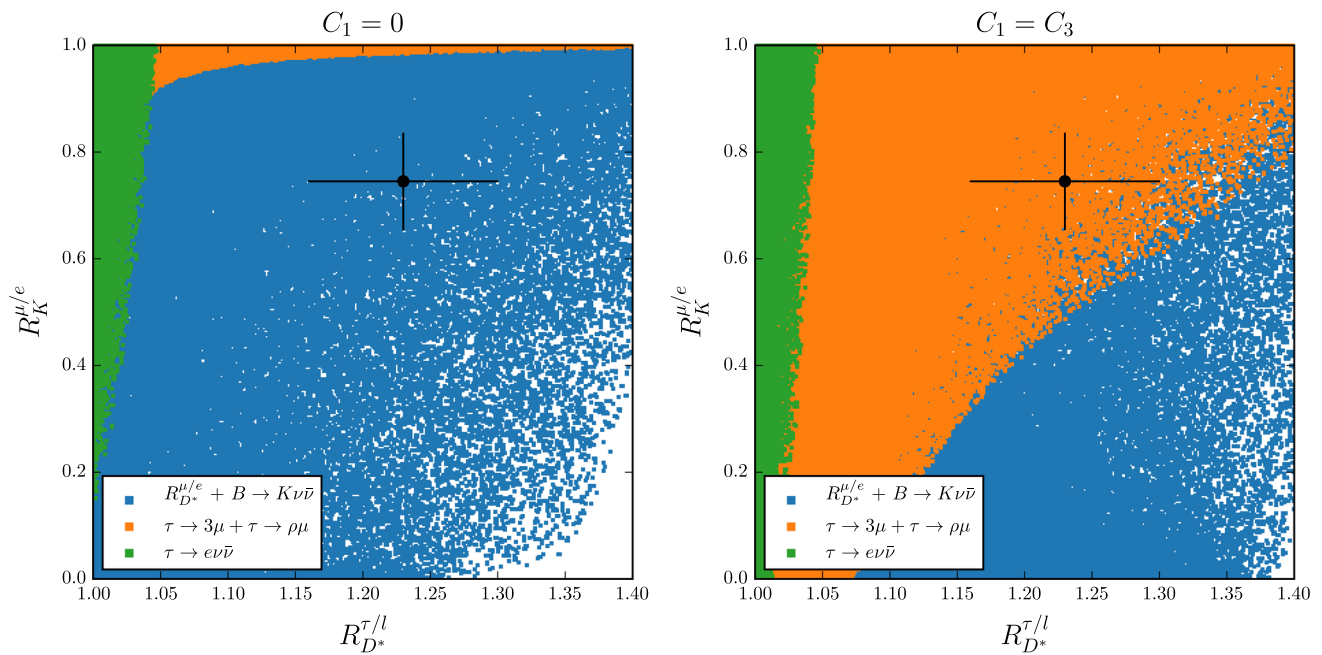 C₁ = 0
R_K^{μ/e}
1.0
0.8
0.6
0.4
0.2
0.0
R_{D*}^{μ/e} + B → Kνν̄
τ → 3μ + τ → ρμ
τ → eνν̄
1.00 1.05 1.10 1.15 1.20 1.25 1.30 1.35 1.40
R_{D*}^{τ/l}
C₁ = C₃
R_K^{μ/e}
1.0
0.8
0.6
0.4
0.2
0.0
R_{D*}^{μ/e} + B → Kνν̄
τ → 3μ + τ → ρμ
τ → eνν̄
1.00 1.05 1.10 1.15 1.20 1.25 1.30 1.35 1.40
R_{D*}^{τ/l}